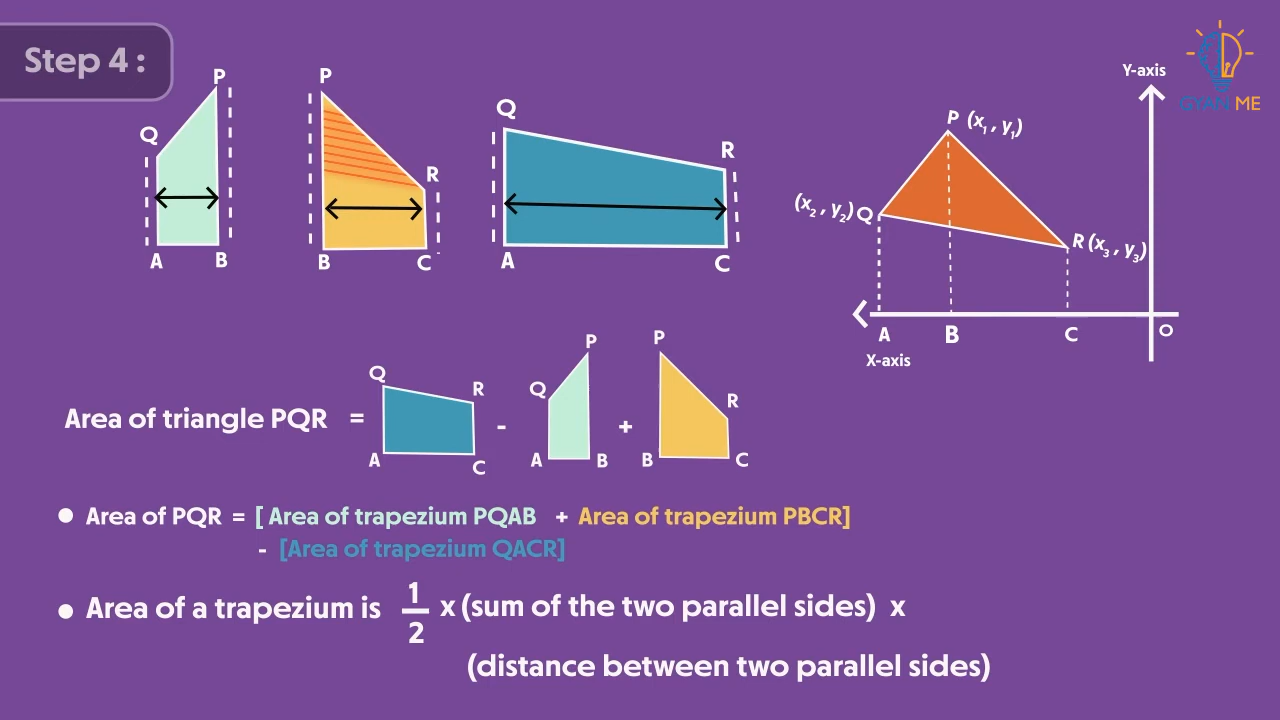 Step 4 :
GYAN ME
Y-axis
P
Q
A
B
P
R
B
C
Q
R
A
C
P (x₁ , y₁)
(x₂ , y₂) Q
R (x₃ , y₃)
A
B
C
O
X-axis
Area of triangle PQR = - +
Q
R
A
C
P
Q
A
B
P
R
B
C
● Area of PQR = [ Area of trapezium PQAB + Area of trapezium PBCR]
- [Area of trapezium QACR]
● Area of a trapezium is 1/2 x (sum of the two parallel sides) x
(distance between two parallel sides)